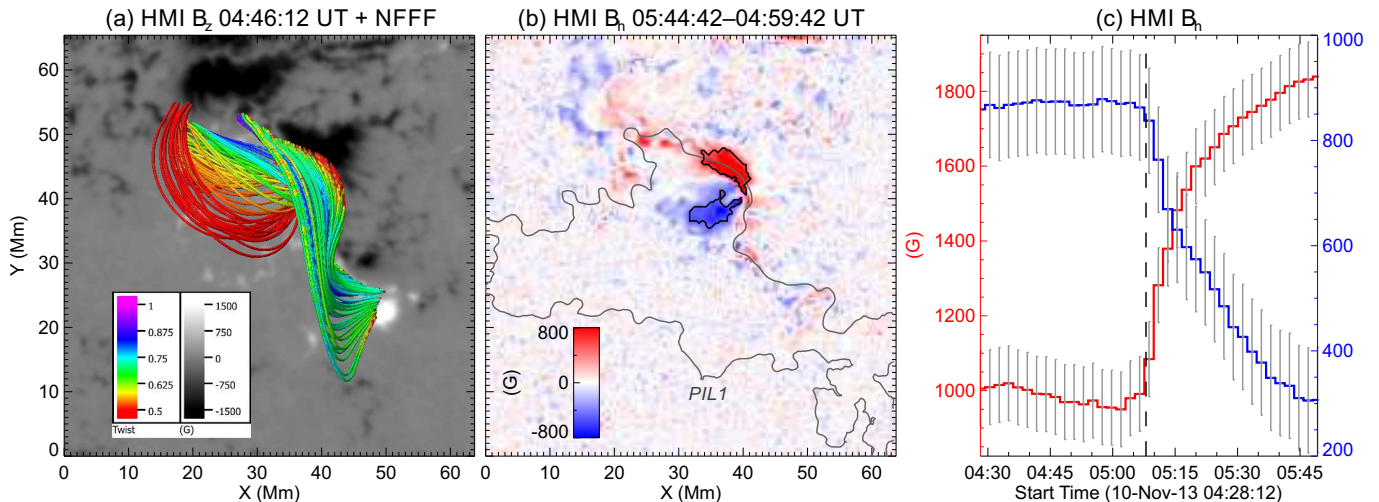 (a) HMI Bz 04:46:12 UT + NFFF
(b) HMI Bh 05:44:42–04:59:42 UT
(c) HMI Bh
Y (Mm)
60
50
40
30
20
10
0
0 10 20 30 40 50 60
X (Mm)
1
0.875
0.75
0.625
0.5
Twist
1500
750
0
-750
-1500
(G)
(G)
800
0
-800
PIL1
0 10 20 30 40 50 60
X (Mm)
(G)
1800
1600
1400
1200
1000
1000
800
600
400
200
04:30 04:45 05:00 05:15 05:30 05:45
Start Time (10-Nov-13 04:28:12)